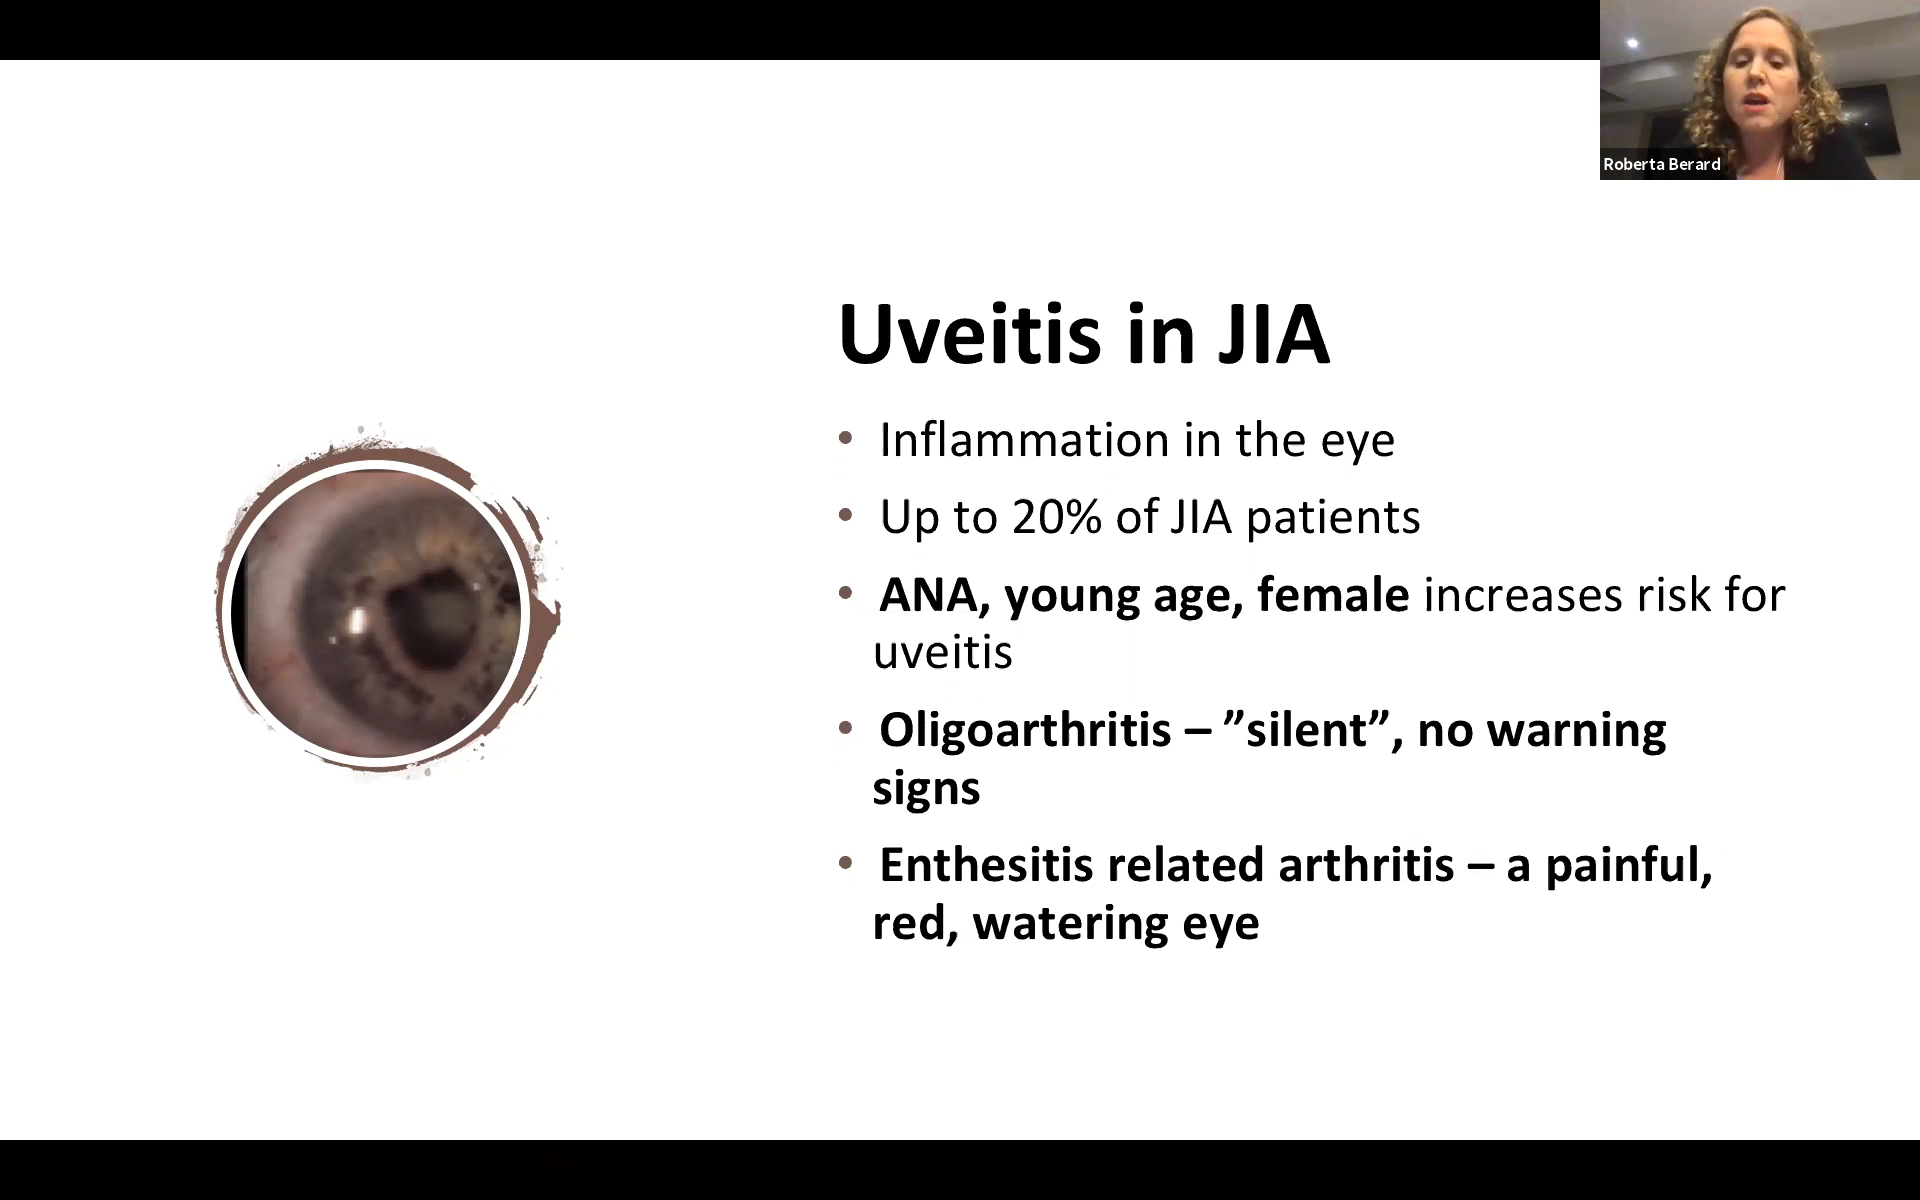 Roberta Berard
Uveitis in JIA
• Inflammation in the eye
• Up to 20% of JIA patients
• ANA, young age, female increases risk for
uveitis
• Oligoarthritis – ”silent”, no warning
signs
• Enthesitis related arthritis – a painful,
red, watering eye